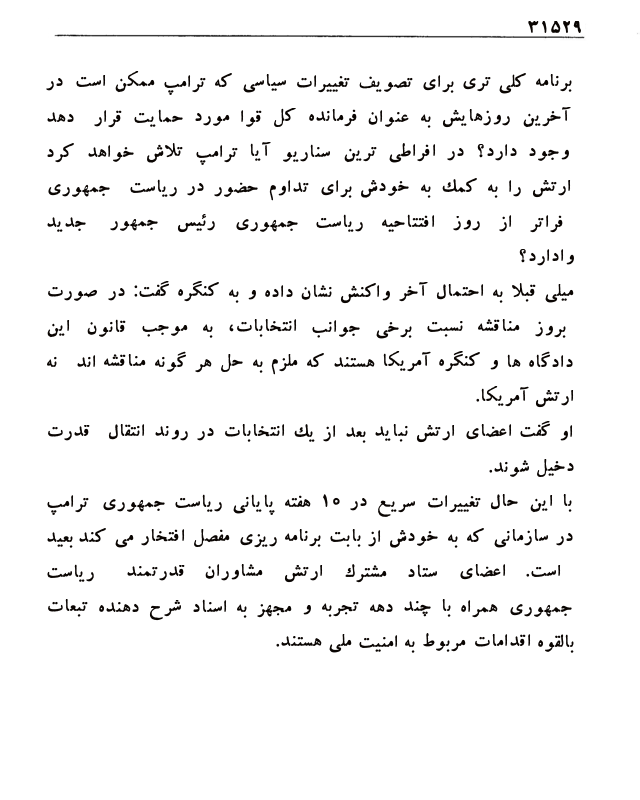 ۳۱۵۲۹
برنامه کلی تری برای تصویف تغییرات سیاسی که ترامپ ممکن است در
آخرین روزهایش به عنوان فرمانده کل قوا مورد حمایت قرار دهد
وجود دارد؟ در افراطی ترین سناریو آیا ترامپ تلاش خواهد کرد
ارتش را به کمك به خودش برای تداوم حضور در ریاست جمهوری
فراتر از روز افتتاحیه ریاست جمهوری رئیس جمهور جدید
وادارد؟
میلی قبلا به احتمال آخر واکنش نشان داده و به کنگره گفت: در صورت
بروز مناقشه نسبت برخی جوانب انتخابات، به موجب قانون این
دادگاه ها و کنگره آمریکا هستند که ملزم به حل هر گونه مناقشه اند نه
ارتش آمریکا.
او گفت اعضای ارتش نباید بعد از یك انتخابات در روند انتقال قدرت
دخیل شوند.
با این حال تغییرات سریع در ۱۰ هفته پایانی ریاست جمهوری ترامپ
در سازمانی که به خودش از بابت برنامه ریزی مفصل افتخار می کند بعید
است. اعضای ستاد مشترك ارتش مشاوران قدرتمند ریاست
جمهوری همراه با چند دهه تجربه و مجهز به اسناد شرح دهنده تبعات
بالقوه اقدامات مربوط به امنیت ملی هستند.